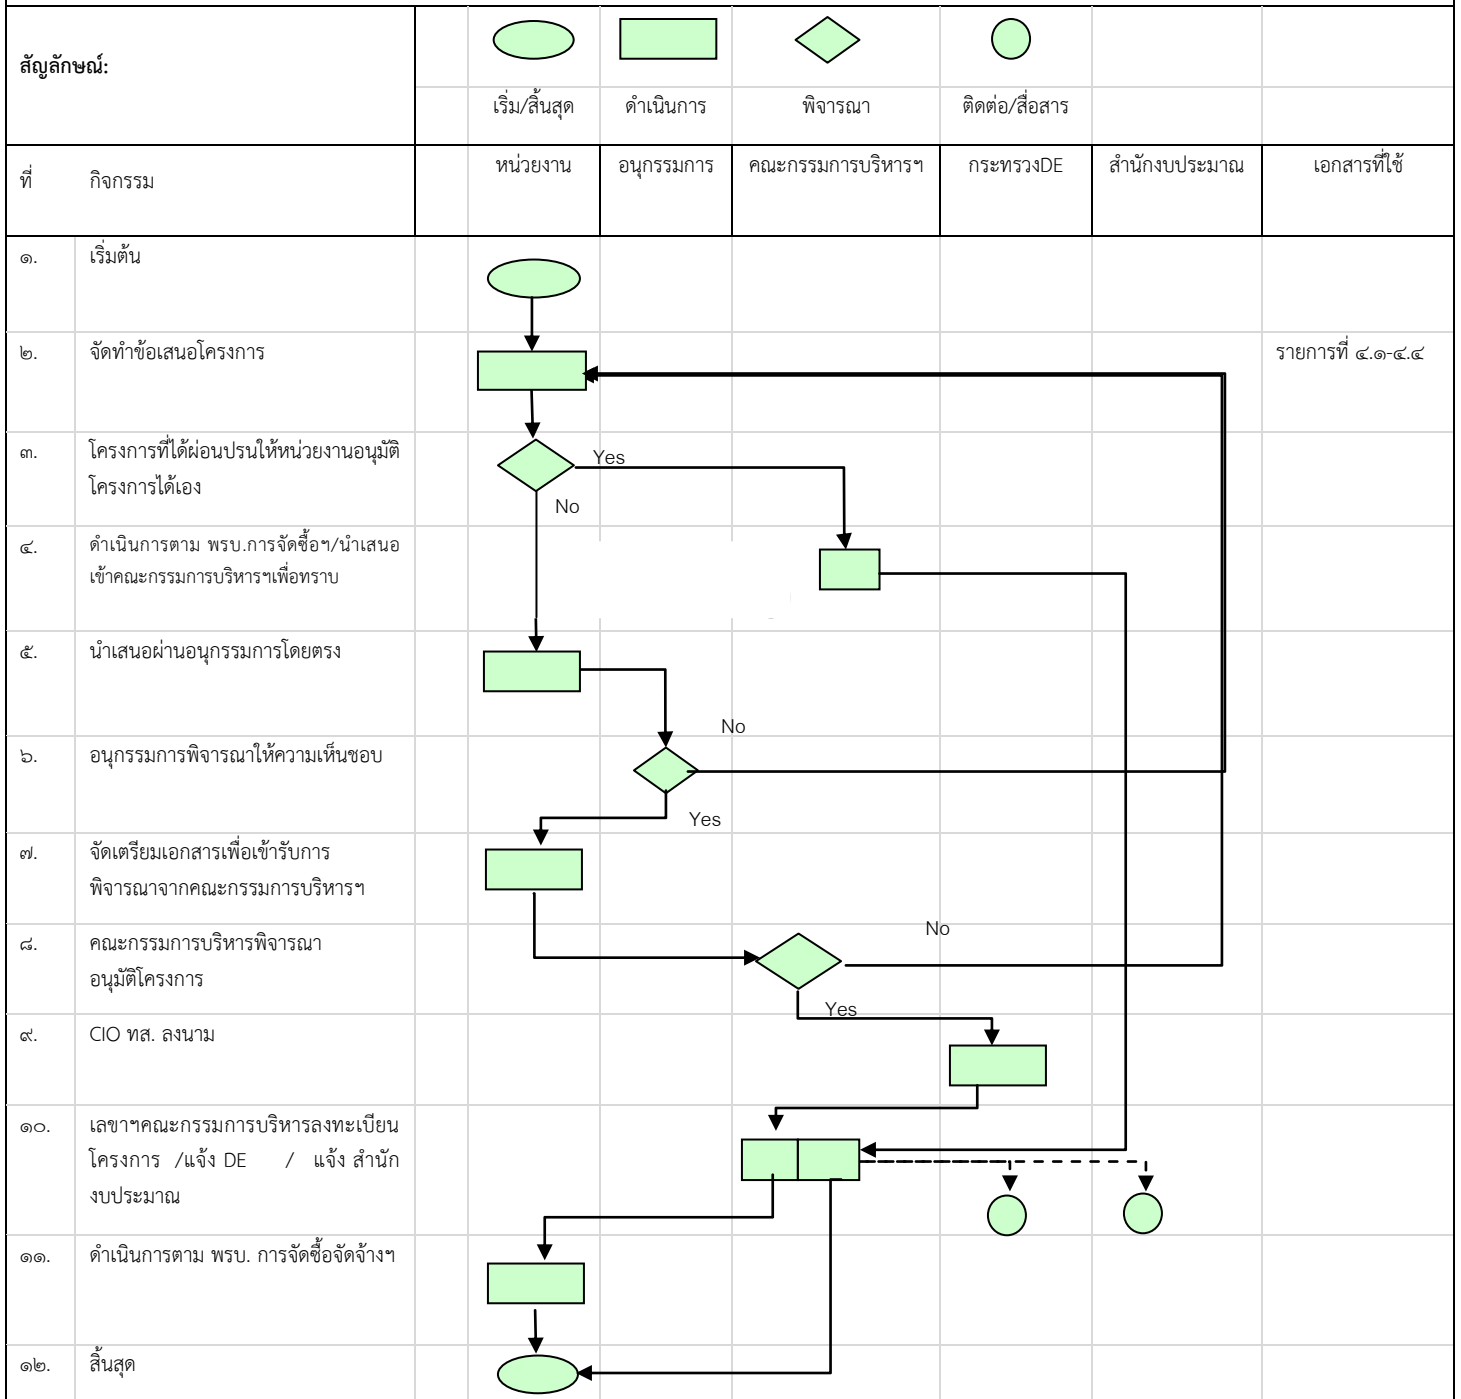 สัญลักษณ์:
เริ่ม/สิ้นสุด ดำเนินการ พิจารณา ติดต่อ/สื่อสาร
ที่ กิจกรรม หน่วยงาน อนุกรรมการ คณะกรรมการบริหารฯ กระทรวงDE สำนักงบประมาณ เอกสารที่ใช้
๑. เริ่มต้น
๒. จัดทำข้อเสนอโครงการ รายการที่ ๔.๑-๔.๔
๓. โครงการที่ได้ผ่อนปรนให้หน่วยงานอนุมัติ
โครงการได้เอง
Yes
No
๔. ดำเนินการตาม พรบ.การจัดซื้อฯ/นำเสนอ
เข้าคณะกรรมการบริหารฯเพื่อทราบ
๕. นำเสนอผ่านอนุกรรมการโดยตรง
No
๖. อนุกรรมการพิจารณาให้ความเห็นชอบ
Yes
๗. จัดเตรียมเอกสารเพื่อเข้ารับการ
พิจารณาจากคณะกรรมการบริหารฯ
No
๘. คณะกรรมการบริหารพิจารณา
อนุมัติโครงการ
Yes
๙. CIO ทส. ลงนาม
๑๐. เลขาฯคณะกรรมการบริหารลงทะเบียน
โครงการ /แจ้ง DE / แจ้ง สำนัก
งบประมาณ
๑๑. ดำเนินการตาม พรบ. การจัดซื้อจัดจ้างฯ
๑๒. สิ้นสุด